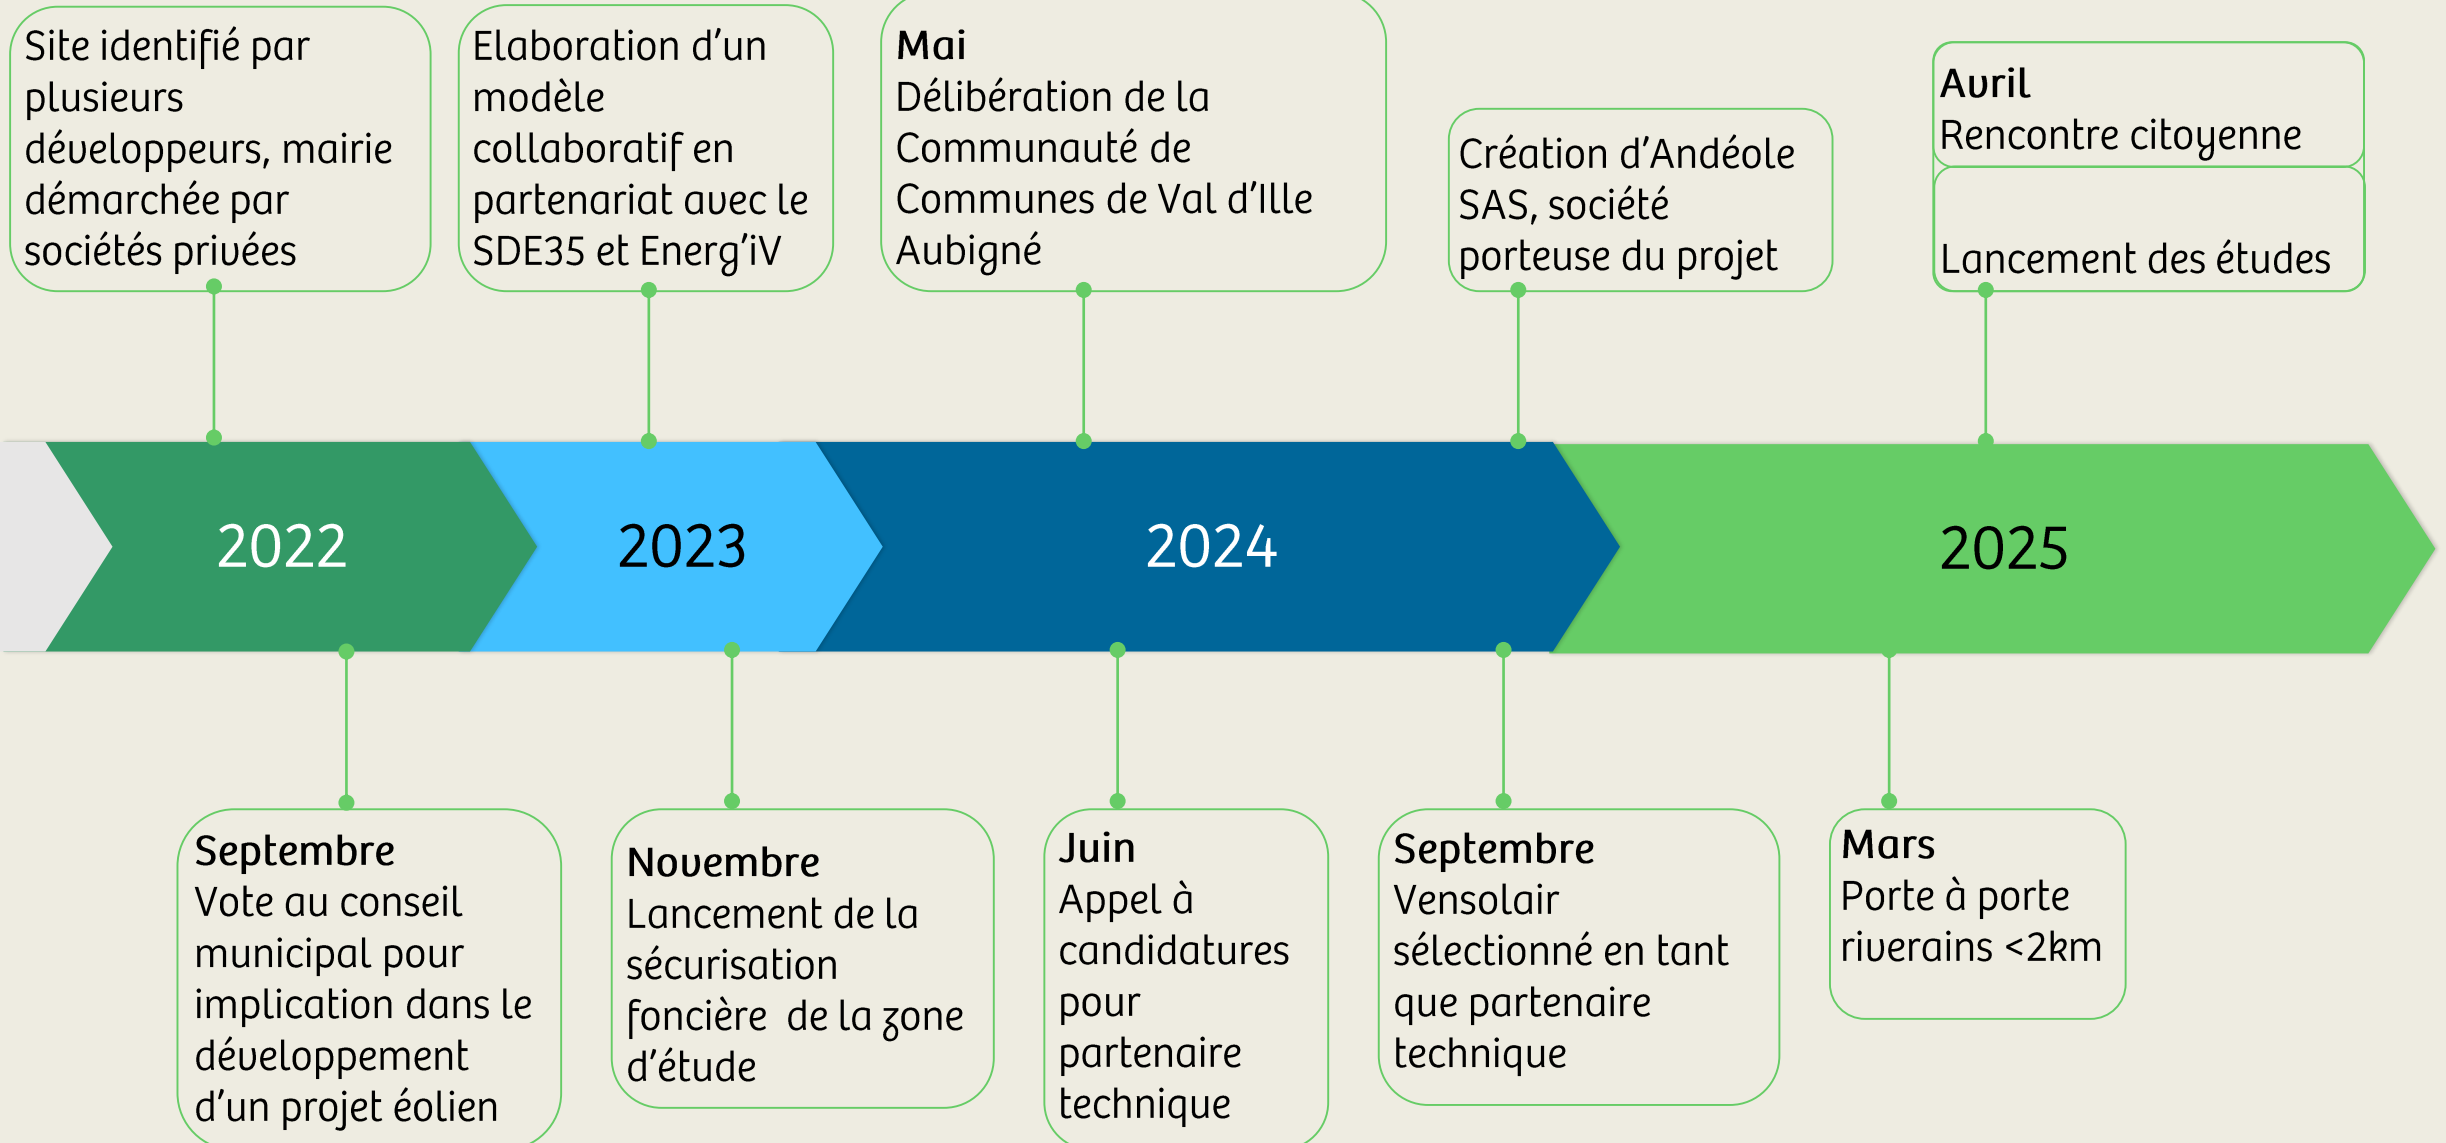 Site identifié par
plusieurs
développeurs, mairie
démarchée par
sociétés privées
Elaboration d’un
modèle
collaboratif en
partenariat avec le
SDE35 et Energ’iV
Mai
Délibération de la
Communauté de
Communes de Val d’Ille
Aubigné
Création d’Andéole
SAS, société
porteuse du projet
Avril
Rencontre citoyenne
Lancement des études
2022
2023
2024
2025
Septembre
Vote au conseil
municipal pour
implication dans le
développement
d’un projet éolien
Novembre
Lancement de la
sécurisation
foncière  de la zone
d’étude
Juin
Appel à
candidatures
pour
partenaire
technique
Septembre
Vensolair
sélectionné en tant
que partenaire
technique
Mars
Porte à porte
riverains <2km